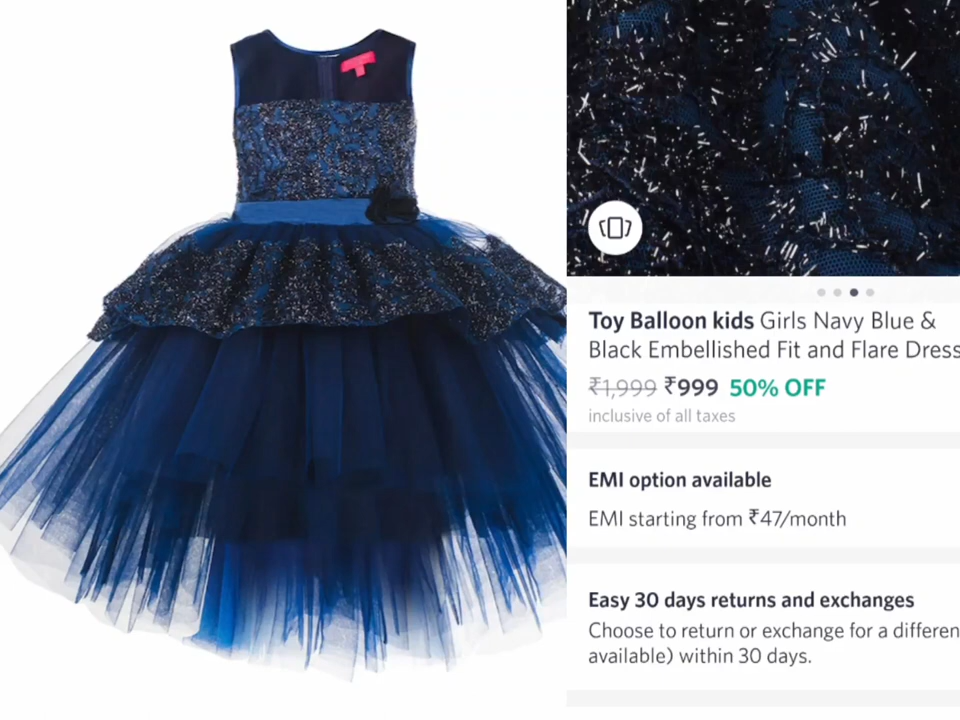 Toy Balloon kids Girls Navy Blue &
Black Embellished Fit and Flare Dress
₹1,999 ₹999 50% OFF
inclusive of all taxes
EMI option available
EMI starting from ₹47/month
Easy 30 days returns and exchanges
Choose to return or exchange for a differen
available) within 30 days.